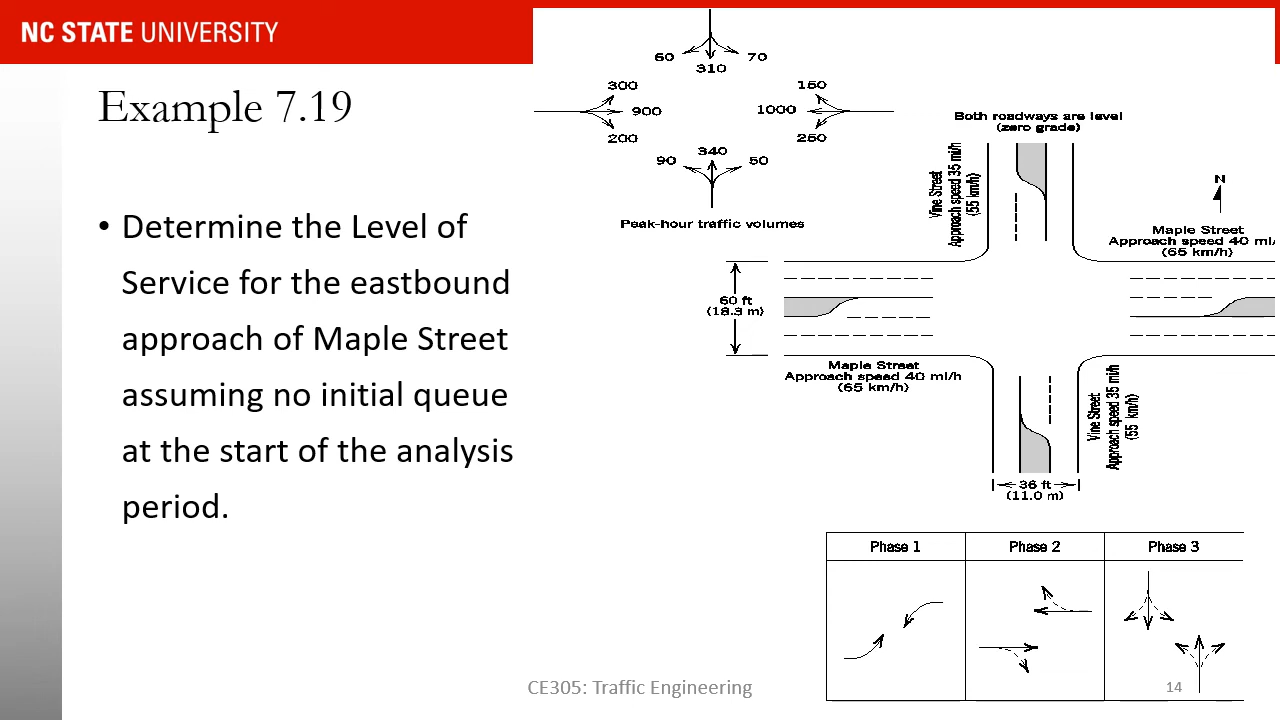 NC STATE UNIVERSITY
Example 7.19
• Determine the Level of
Service for the eastbound
approach of Maple Street
assuming no initial queue
at the start of the analysis
period.
60
310
70
300
900
200
150
1000
250
90
340
50
Peak-hour traffic volumes
Both roadways are level
(zero grade)
Vine Street
Approach speed 35 mi/h
(55 km/h)
N
Maple Street
Approach speed 40 mi/
(65 km/h)
60 ft
(18.3 m)
Maple Street
Approach speed 40 mi/h
(65 km/h)
Vine Street
Approach speed 35 mi/h
(55 km/h)
36 ft
(11.0 m)
Phase 1
Phase 2
Phase 3
CE305: Traffic Engineering
14